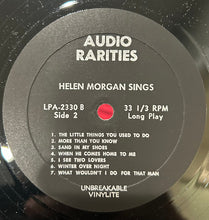 AUDIO
RARITIES
HELEN MORGAN SINGS
LPA-2330 B 33 1/3 RPM
Side 2 Long Play
1. THE LITTLE THINGS YOU USED TO DO
2. MORE THAN YOU KNOW
3. SAND IN MY SHOES
4. WHEN HE COMES HOME TO ME
5. I SEE TWO LOVERS
6. WINTER OVER NIGHT
7. WHAT WOULDN'T I DO FOR THAT MAN
UNBREAKABLE
VINYLITE